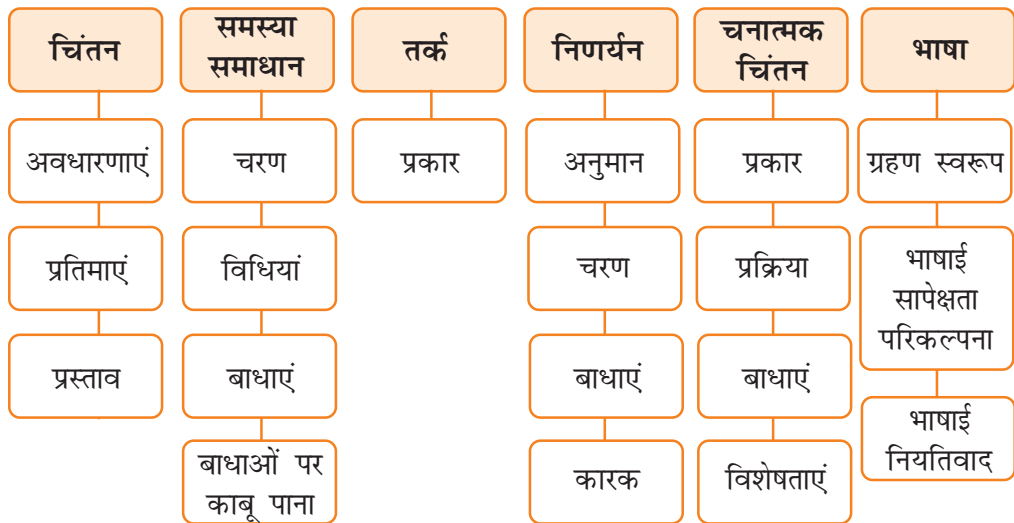 चिंतन
समस्या
समाधान
तर्क
निणर्यन
चनात्मक
चिंतन
भाषा
अवधारणाएं
चरण
प्रकार
अनुमान
प्रकार
ग्रहण स्वरूप
प्रतिमाएं
विधियां
चरण
प्रक्रिया
भाषाई
सापेक्षता
परिकल्पना
प्रस्ताव
बाधाएं
बाधाएं
बाधाएं
भाषाई
नियतिवाद
बाधाओं पर
काबू पाना
कारक
विशेषताएं